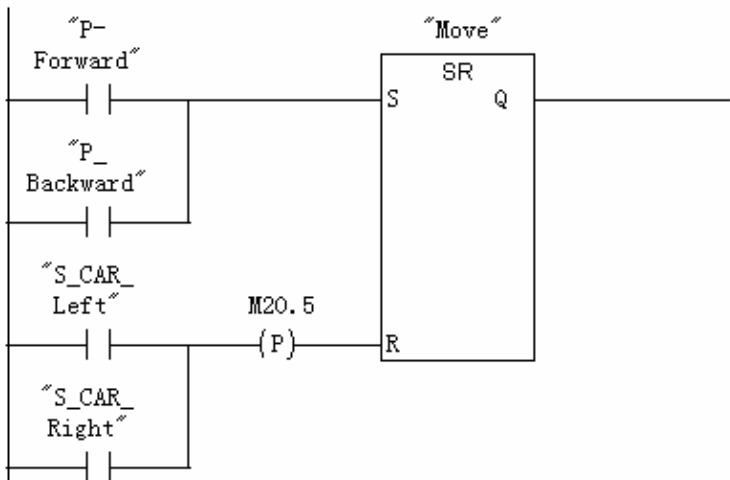 "P-
Forward"
"Move"
SR
S
Q
"P_
Backward"
"S_CAR_
Left"
M20.5
(P)
R
"S_CAR_
Right"